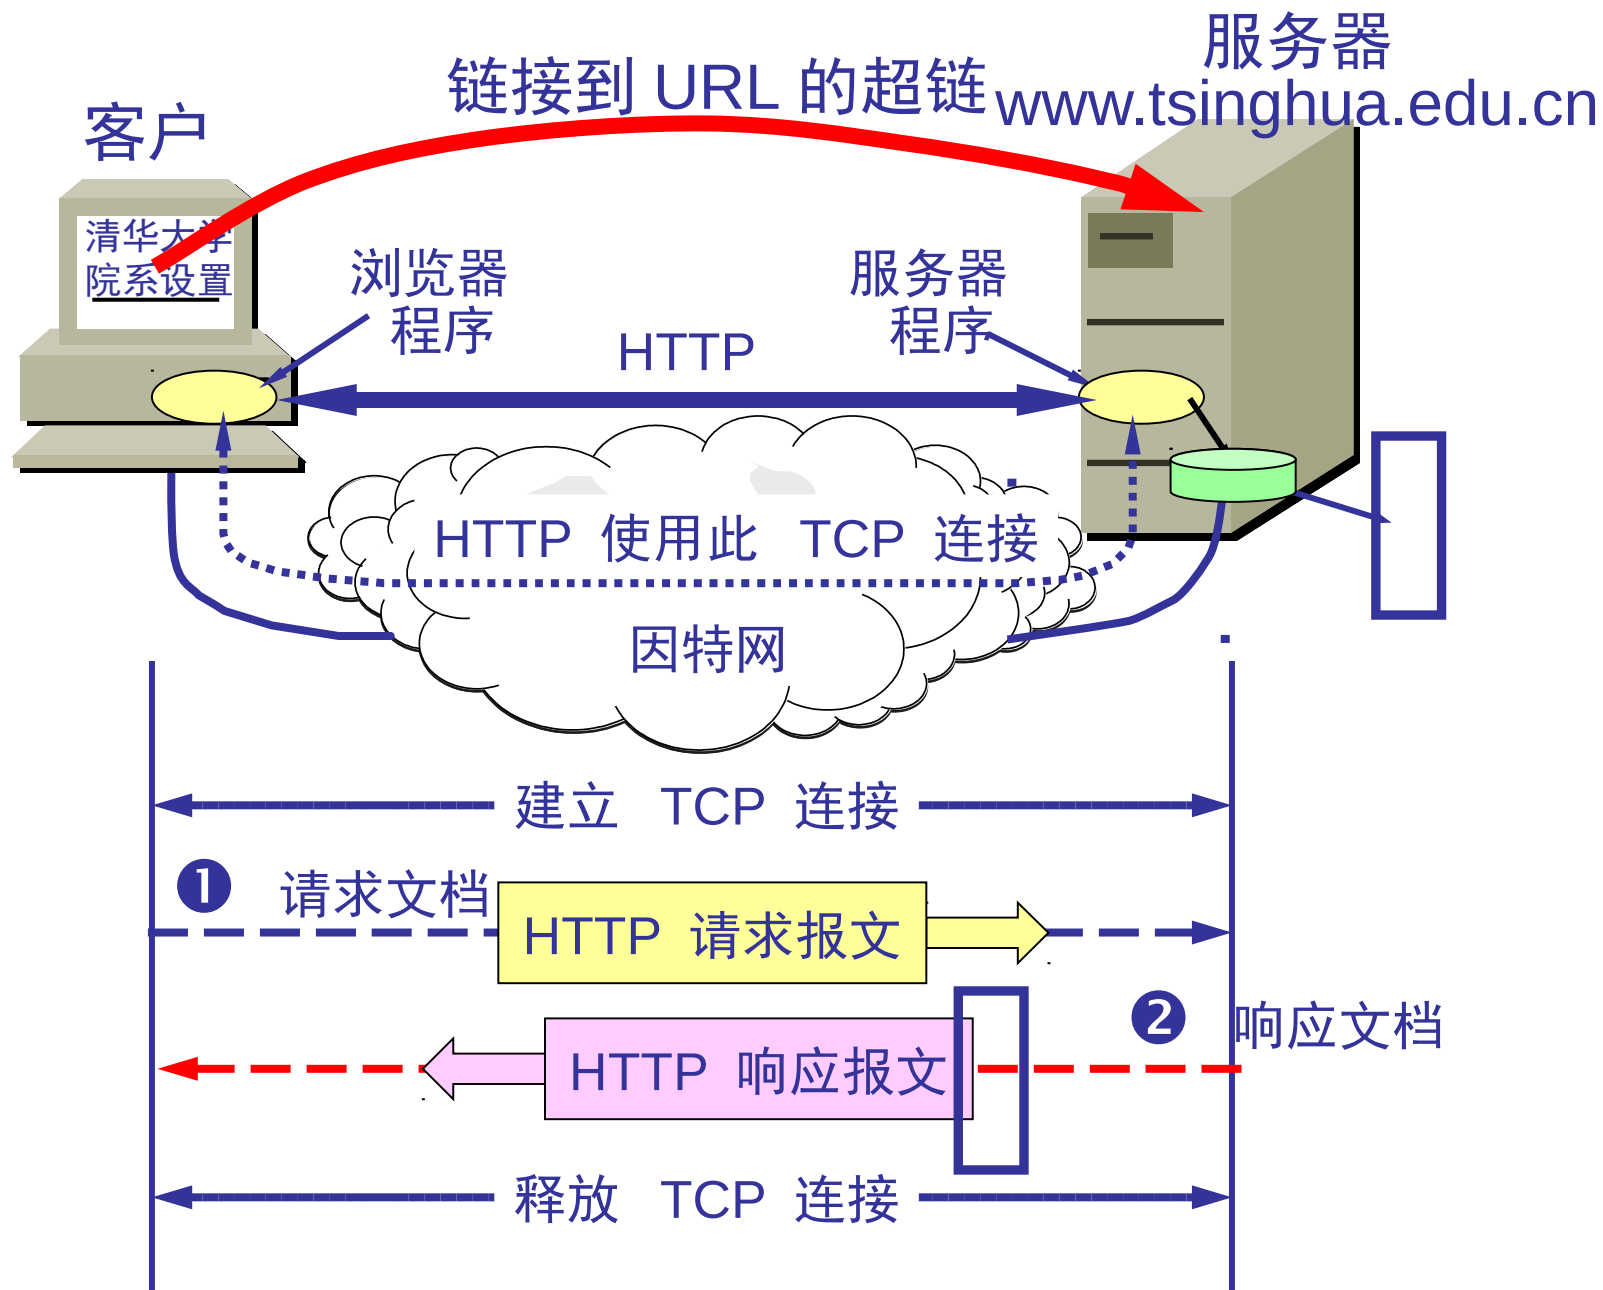 服务器
www.tsinghua.edu.cn
链接到 URL 的超链
客户
清华大学
院系设置
浏览器
程序
服务器
程序
HTTP
HTTP 使用此 TCP 连接
因特网
建立 TCP 连接
❶ 请求文档
HTTP 请求报文
❷ 响应文档
HTTP 响应报文
释放 TCP 连接